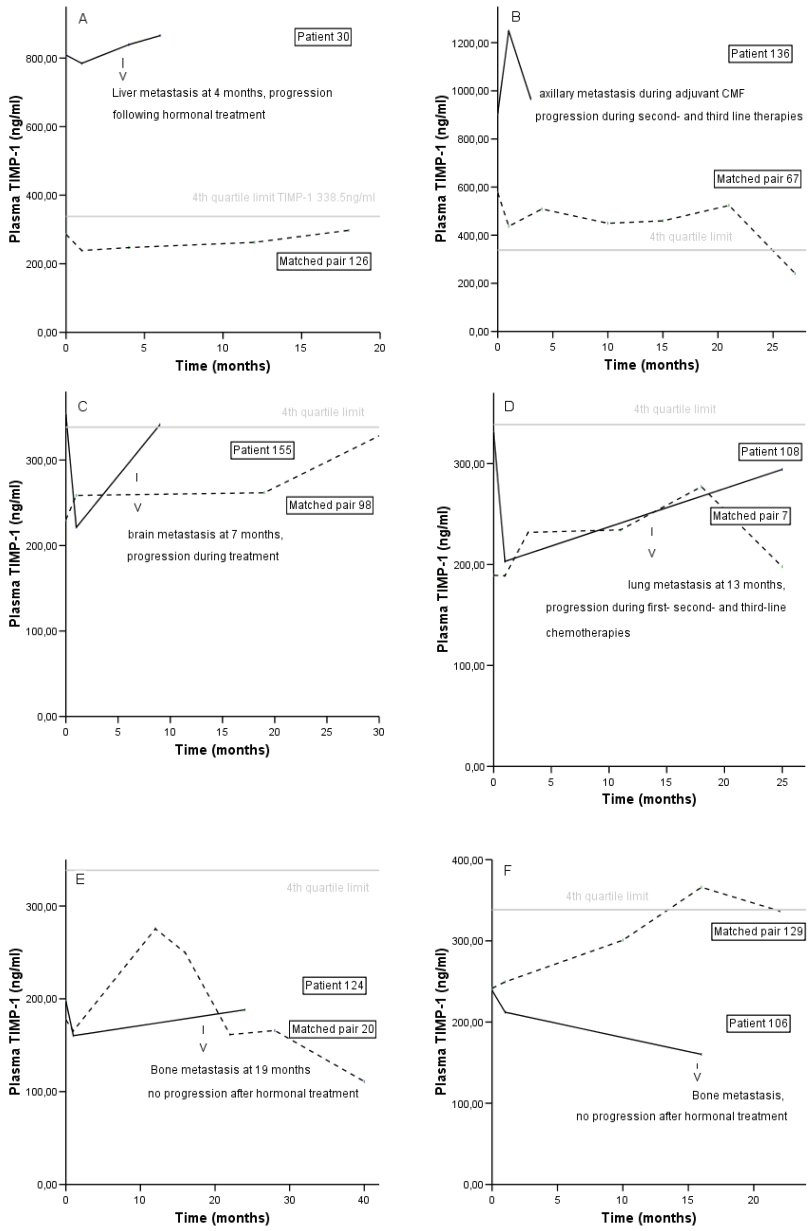 A
Plasma TIMP-1 (ng/ml)
800,00
600,00
400,00
200,00
0,00
Patient 30
Liver metastasis at 4 months, progression
following hormonal treatment
4th quartile limit TIMP-1 338.5ng/ml
Matched pair 126
0 5 10 15 20
Time (months)
B
Plasma TIMP-1 (ng/ml)
1200,00
1000,00
800,00
600,00
400,00
200,00
0,00
Patient 136
axillary metastasis during adjuvant CMF
progression during second- and third line therapies
Matched pair 67
4th quartile limit
0 5 10 15 20 25
Time (months)
C
Plasma TIMP-1 (ng/ml)
300,00
200,00
100,00
0,00
4th quartile limit
Patient 155
Matched pair 98
I
V
brain metastasis at 7 months,
progression during treatment
0 5 10 15 20 25 30
Time (months)
D
Plasma TIMP-1 (ng/ml)
300,00
200,00
100,00
0,00
4th quartile limit
Patient 108
Matched pair 7
I
V
lung metastasis at 13 months,
progression during first- second- and third-line
chemotherapies
0 5 10 15 20 25
Time (months)
E
Plasma TIMP-1 (ng/ml)
300,00
200,00
100,00
0,00
4th quartile limit
Patient 124
Matched pair 20
I
V
Bone metastasis at 19 months
no progression after hormonal treatment
0 10 20 30 40
Time (months)
F
Plasma TIMP-1 (ng/ml)
400,00
300,00
200,00
100,00
0,00
4th quartile limit
Matched pair 129
Patient 106
I
V
Bone metastasis,
no progression after hormonal treatment
0 10 16 22
Time (months)